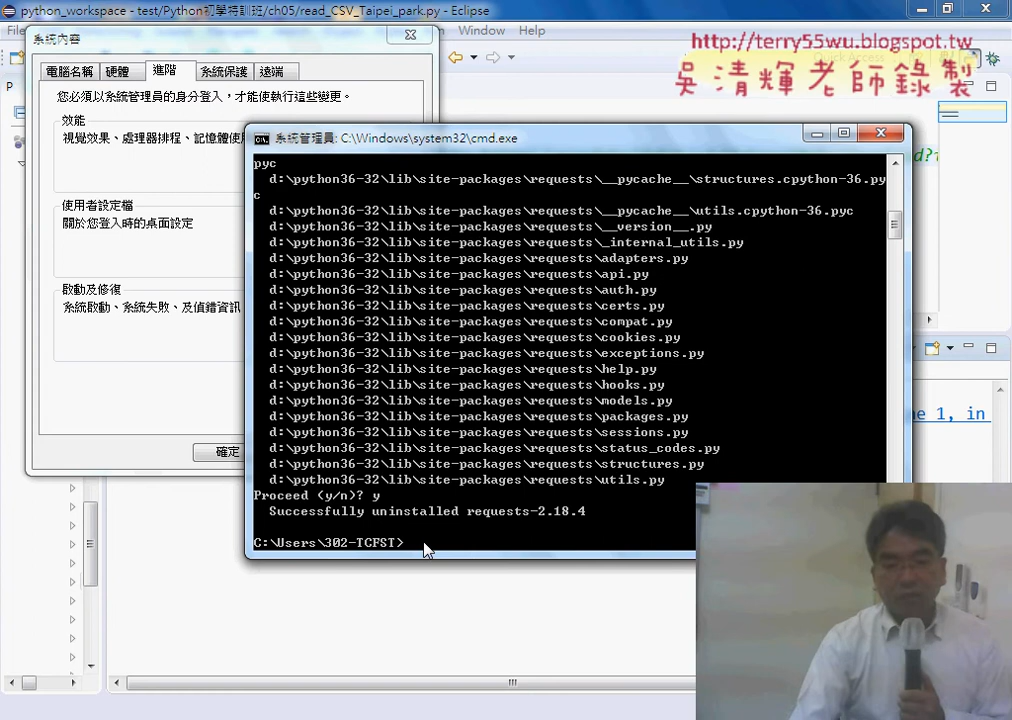 python_workspace - test/Python初學特訓班/ch05/read_CSV_Taipei_park.py - Eclipse
Window Help
http://terry55wu.blogspot.tw
吳清輝老師錄製
Quick Access
系統內容
電腦名稱 硬體 進階 系統保護 遠端
您必須以系統管理員的身分登入，才能使執行這些變更。
效能
視覺效果、處理器排程、記憶體使
使用者設定檔
關於您登入時的桌面設定
啟動及修復
系統啟動、系統失敗、及偵錯資訊
確定
系統管理員: C:\Windows\system32\cmd.exe
pyc
d:\python36-32\lib\site-packages\requests\__pycache__\structures.cpython-36.py
c
d:\python36-32\lib\site-packages\requests\__pycache__\utils.cpython-36.pyc
d:\python36-32\lib\site-packages\requests\__version__.py
d:\python36-32\lib\site-packages\requests\_internal_utils.py
d:\python36-32\lib\site-packages\requests\adapters.py
d:\python36-32\lib\site-packages\requests\api.py
d:\python36-32\lib\site-packages\requests\auth.py
d:\python36-32\lib\site-packages\requests\certs.py
d:\python36-32\lib\site-packages\requests\compat.py
d:\python36-32\lib\site-packages\requests\cookies.py
d:\python36-32\lib\site-packages\requests\exceptions.py
d:\python36-32\lib\site-packages\requests\help.py
d:\python36-32\lib\site-packages\requests\hooks.py
d:\python36-32\lib\site-packages\requests\models.py
d:\python36-32\lib\site-packages\requests\packages.py
d:\python36-32\lib\site-packages\requests\sessions.py
d:\python36-32\lib\site-packages\requests\status_codes.py
d:\python36-32\lib\site-packages\requests\structures.py
d:\python36-32\lib\site-packages\requests\utils.py
Proceed (y/n)? y
Successfully uninstalled requests-2.18.4
C:\Users\302-TCFST>
ne 1, in